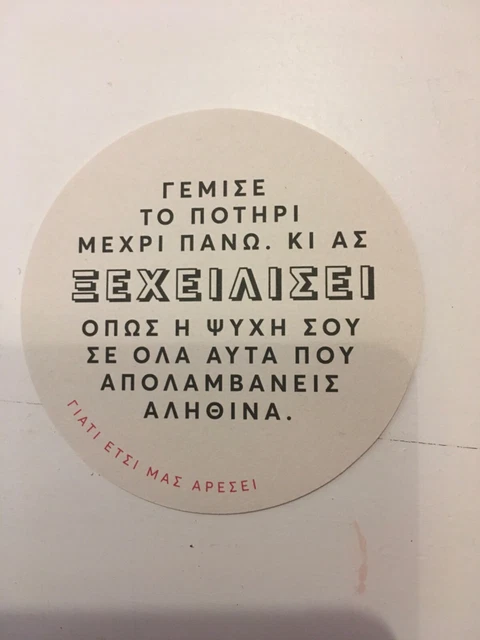 ΓΕΜΙΣΕ
ΤΟ ΠΟΤΗΡΙ
ΜΕΧΡΙ ΠΑΝΩ. ΚΙ ΑΣ
ΞΕΧΕΙΛΙΣΕΙ
ΟΠΩΣ Η ΨΥΧΗ ΣΟΥ
ΣΕ ΟΛΑ ΑΥΤΑ ΠΟΥ
ΑΠΟΛΑΜΒΑΝΕΙΣ
ΑΛΗΘΙΝΑ.
ΓΙΑΤΙ ΕΤΣΙ ΜΑΣ ΑΡΕΣΕΙ